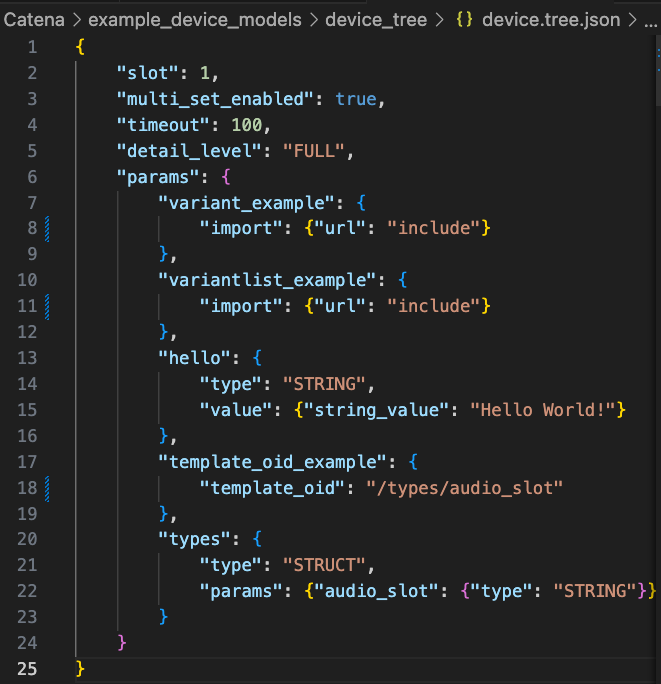 Catena > example_device_models > device_tree > {} device.tree.json > ...
1 {
2 "slot": 1,
3 "multi_set_enabled": true,
4 "timeout": 100,
5 "detail_level": "FULL",
6 "params": {
7 "variant_example": {
8 "import": {"url": "include"}
9 },
10 "variantlist_example": {
11 "import": {"url": "include"}
12 },
13 "hello": {
14 "type": "STRING",
15 "value": {"string_value": "Hello World!"}
16 },
17 "template_oid_example": {
18 "template_oid": "/types/audio_slot"
19 },
20 "types": {
21 "type": "STRUCT",
22 "params": {"audio_slot": {"type": "STRING"}}
23 }
24 }
25 }